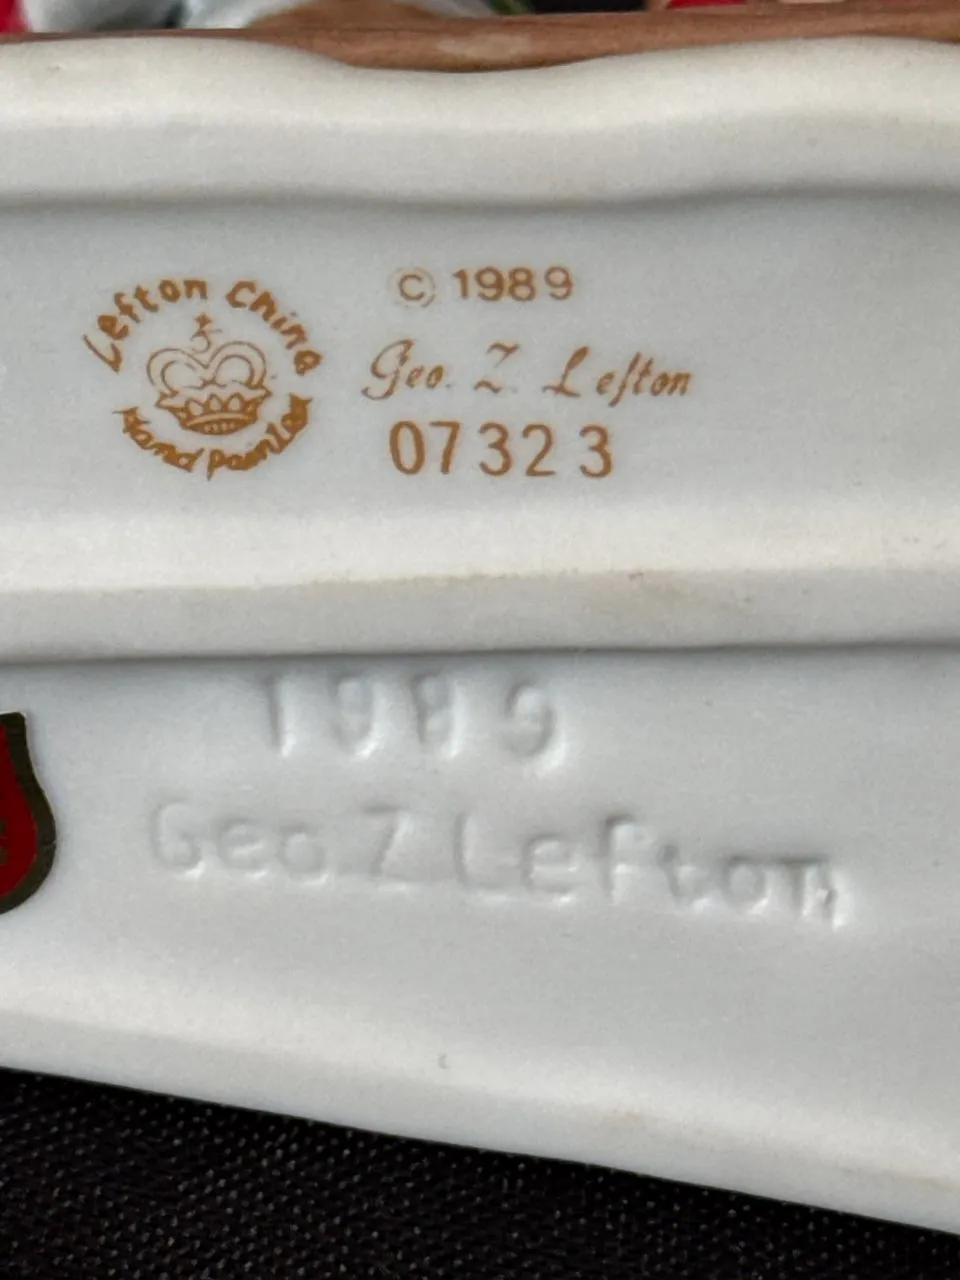 Lefton China
Hand Painted
© 1989
Geo. Z. Lefton
07323
1989
Geo. Z Lefton